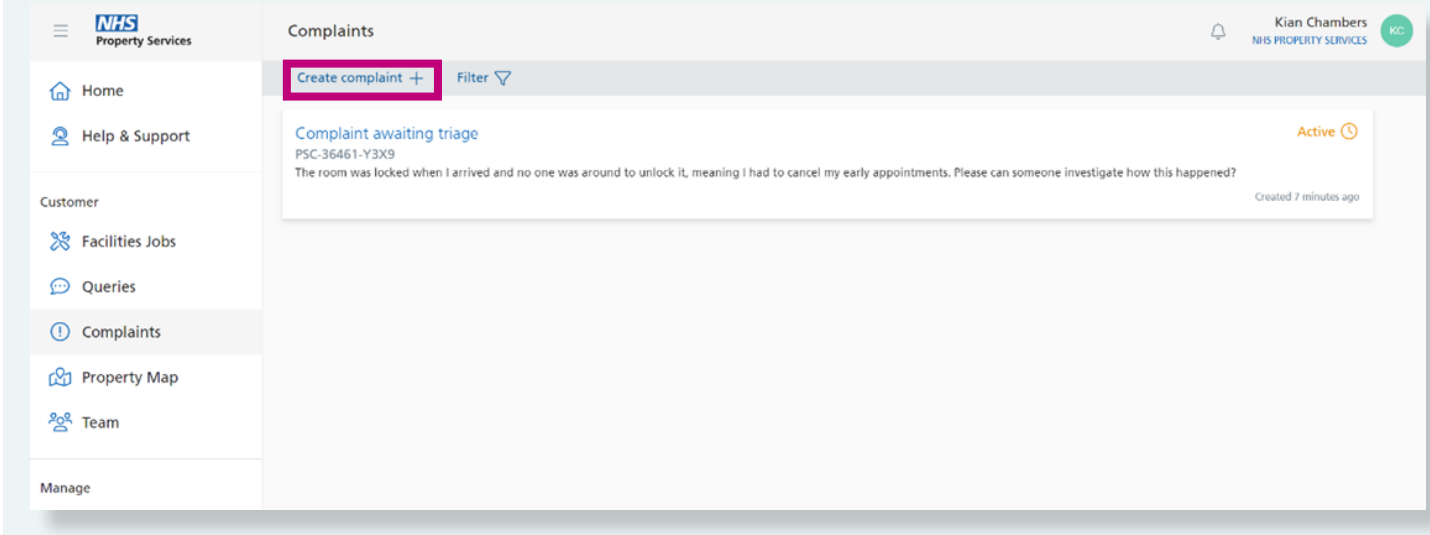 NHS
Property Services
Complaints
Kian Chambers
NHS PROPERTY SERVICES
KC
Create complaint +
Filter
Home
Help & Support
Customer
Facilities Jobs
Queries
Complaints
Property Map
Team
Manage
Complaint awaiting triage
Active
PSC-36461-Y3X9
The room was locked when I arrived and no one was around to unlock it, meaning I had to cancel my early appointments. Please can someone investigate how this happened?
Created 7 minutes ago